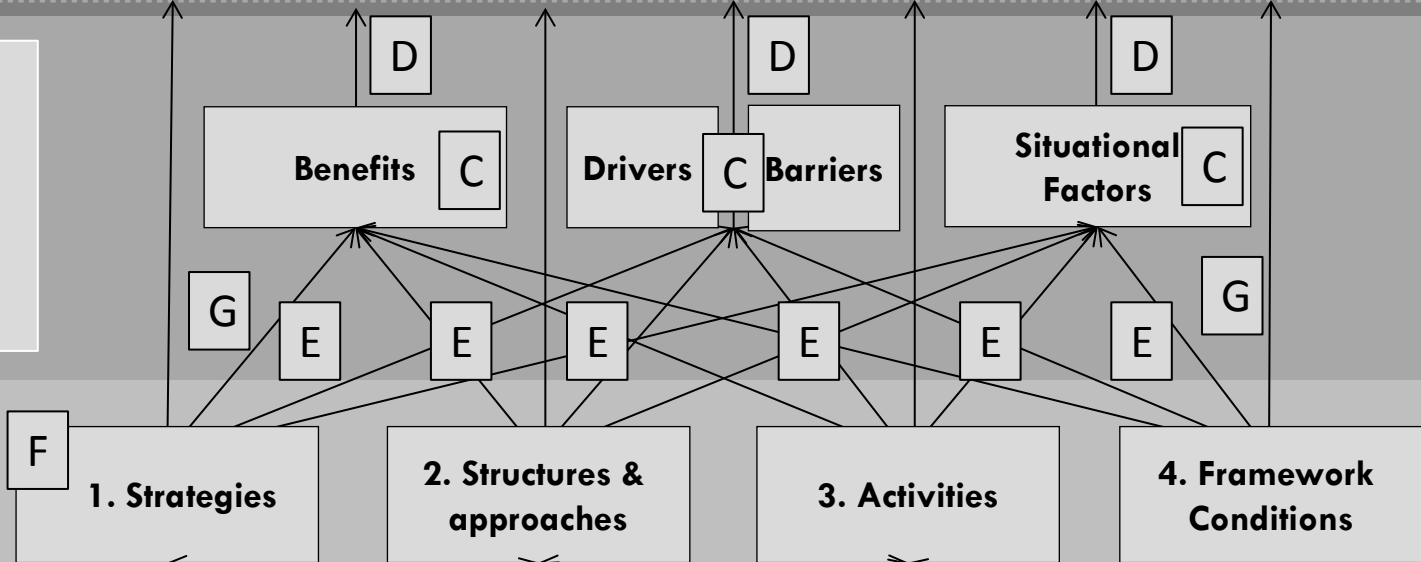 D
D
D
Benefits
C
Drivers
C
Barriers
Situational
Factors
C
G
G
E
E
E
E
E
E
F
1. Strategies
2. Structures &
approaches
3. Activities
4. Framework
Conditions